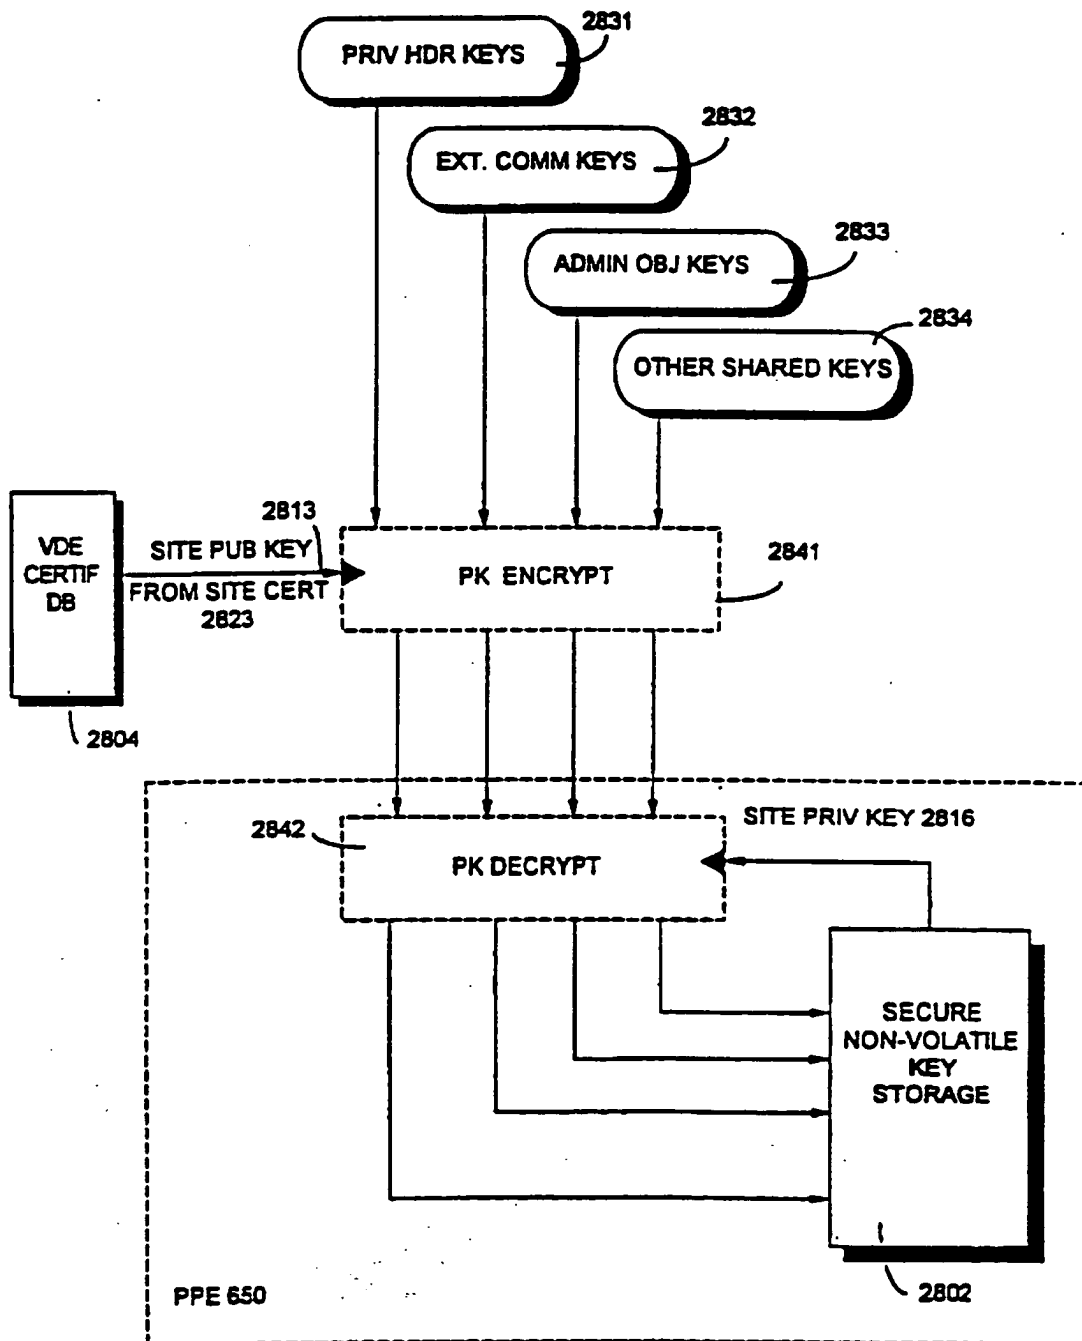 2831
PRIV HDR KEYS
2832
EXT. COMM KEYS
2833
ADMIN OBJ KEYS
2834
OTHER SHARED KEYS
2813
VDE
CERTIF
DB
SITE PUB KEY
FROM SITE CERT
2823
PK ENCRYPT
2841
2804
2842
PK DECRYPT
SITE PRIV KEY 2816
SECURE
NON-VOLATILE
KEY
STORAGE
PPE 650
2802